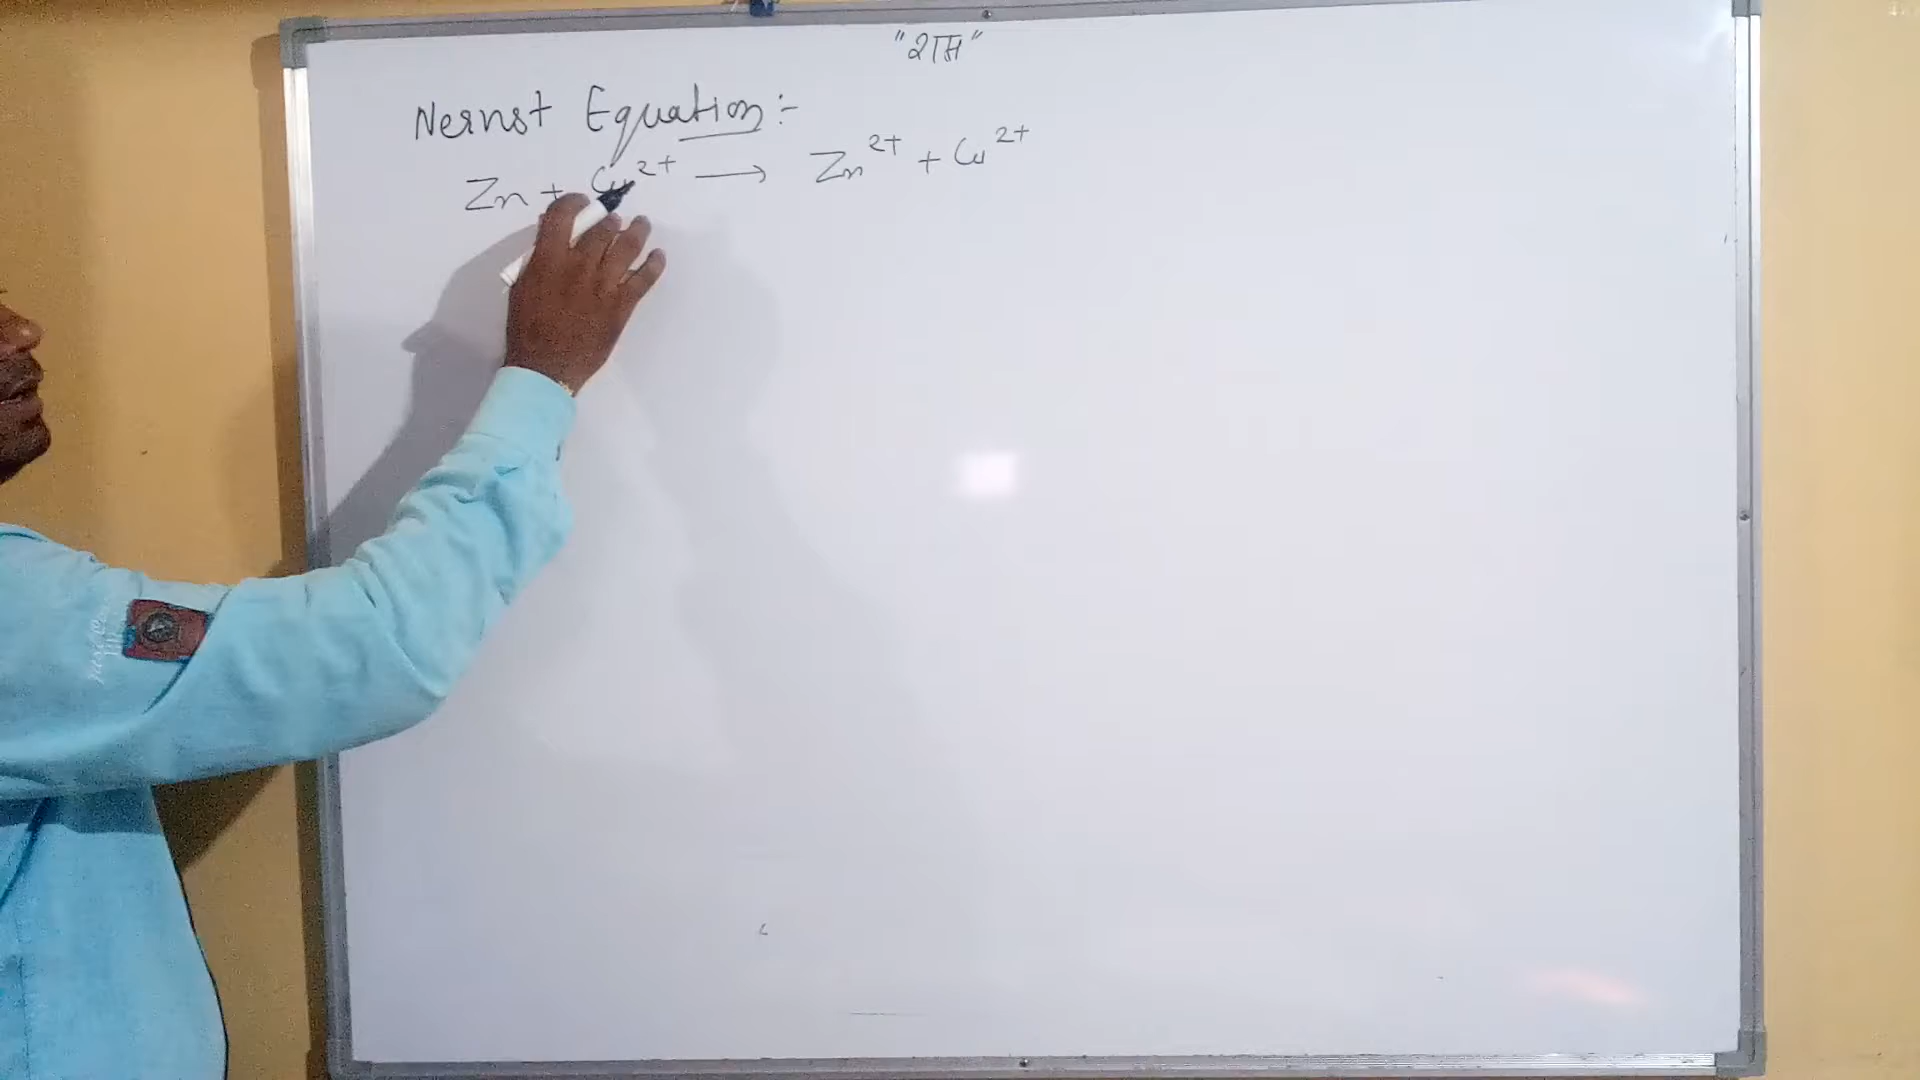 "राम"
Nernst Equation :-
Zn + Cu²⁺ ⟶ Zn²⁺ + Cu²⁺